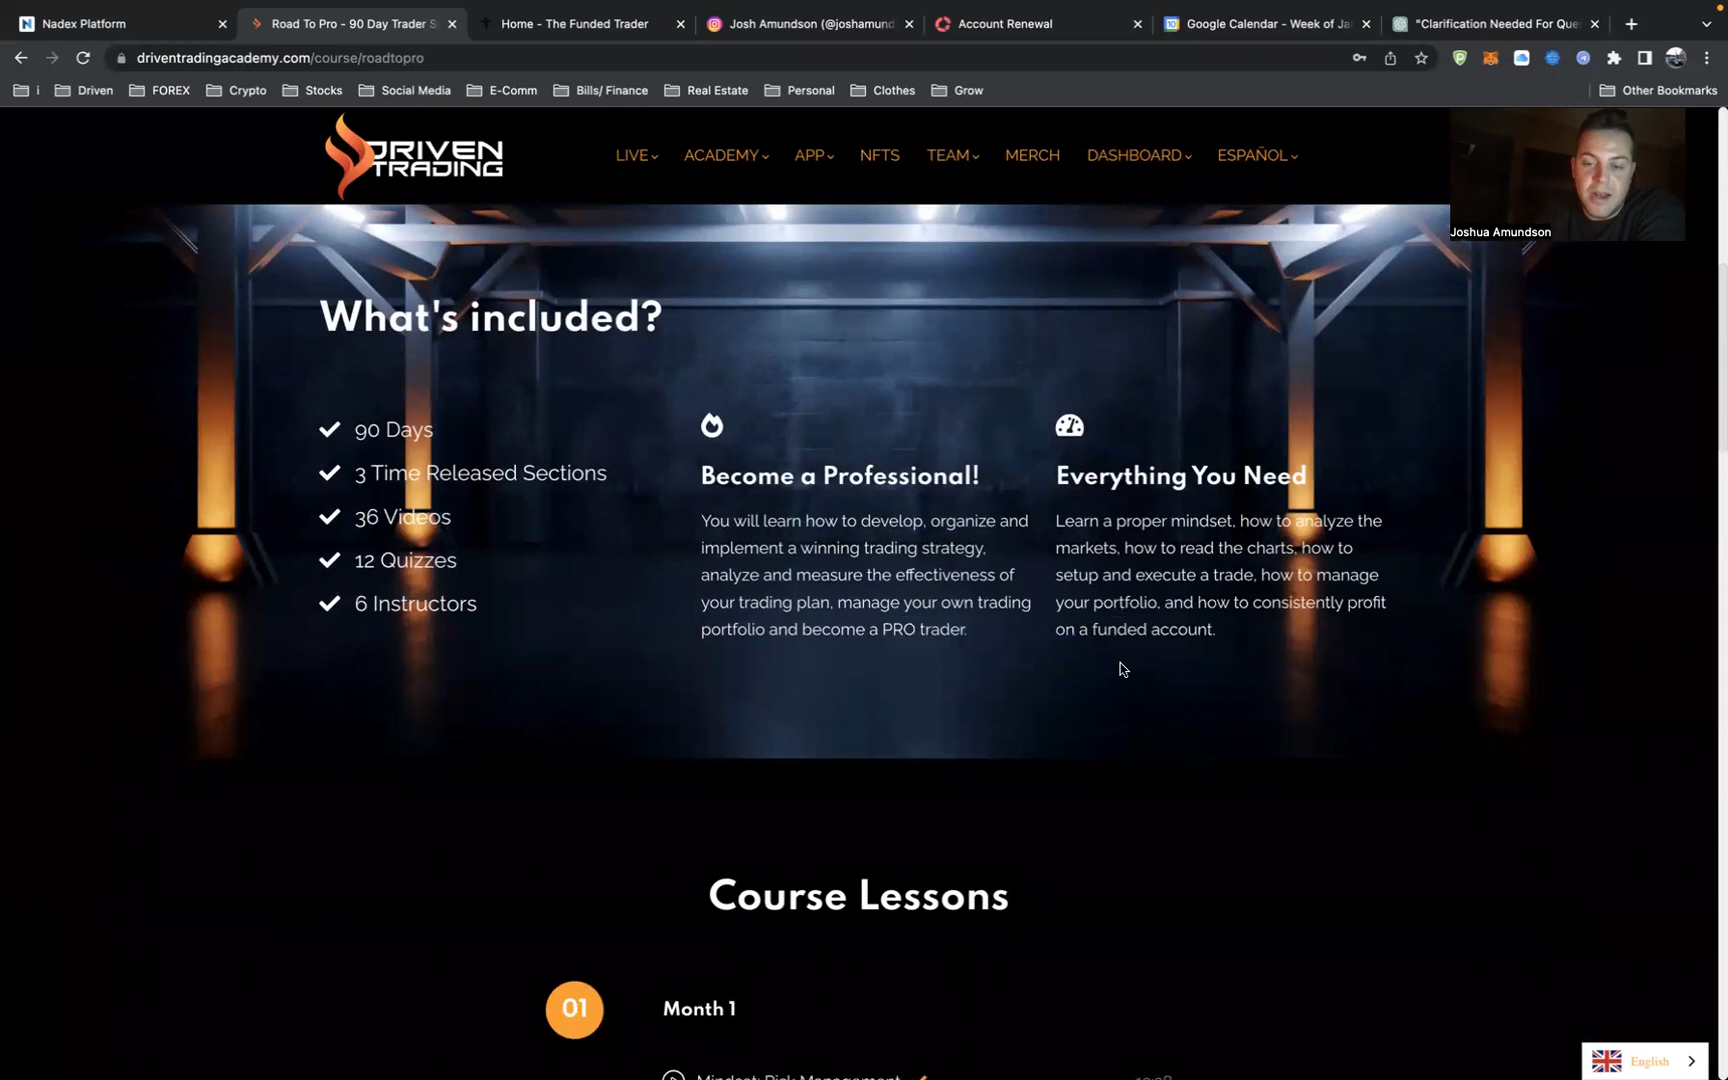 Nadex Platform
Road To Pro - 90 Day Trader S
Home - The Funded Trader
Josh Amundson (@joshamund
Account Renewal
Google Calendar - Week of Ja
"Clarification Needed For Que
driventradingacademy.com/course/roadtopro
i
Driven
FOREX
Crypto
Stocks
Social Media
E-Comm
Bills/ Finance
Real Estate
Personal
Clothes
Grow
Other Bookmarks
DRIVEN
TRADING
LIVE
ACADEMY
APP
NFTS
TEAM
MERCH
DASHBOARD
ESPAÑOL
Joshua Amundson
What's included?
90 Days
3 Time Released Sections
36 Videos
12 Quizzes
6 Instructors
Become a Professional!
You will learn how to develop, organize and
implement a winning trading strategy,
analyze and measure the effectiveness of
your trading plan, manage your own trading
portfolio and become a PRO trader.
Everything You Need
Learn a proper mindset, how to analyze the
markets, how to read the charts, how to
setup and execute a trade, how to manage
your portfolio, and how to consistently profit
on a funded account.
Course Lessons
01
Month 1
Mindset: Risk Management
English